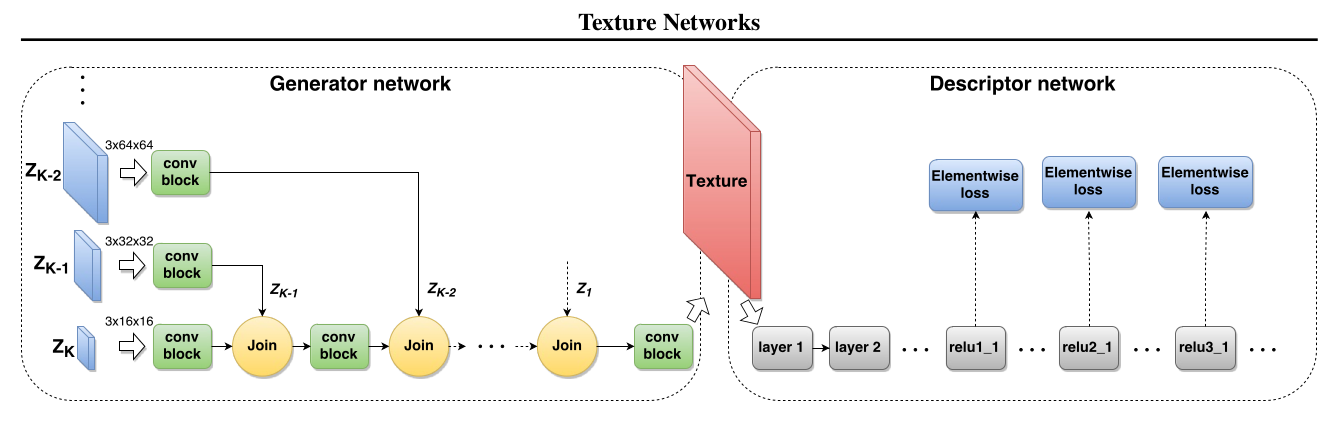 Texture Networks
Generator network
Descriptor network
Z_{K-2}
3x64x64
conv
block
Z_{K-1}
3x32x32
conv
block
Z_K
3x16x16
conv
block
z_{K-1}
Join
conv
block
z_{K-2}
Join
. . .
z_1
Join
conv
block
Texture
Elementwise
loss
Elementwise
loss
Elementwise
loss
layer 1
layer 2
. . .
relu1_1
. . .
relu2_1
. . .
relu3_1
. . .